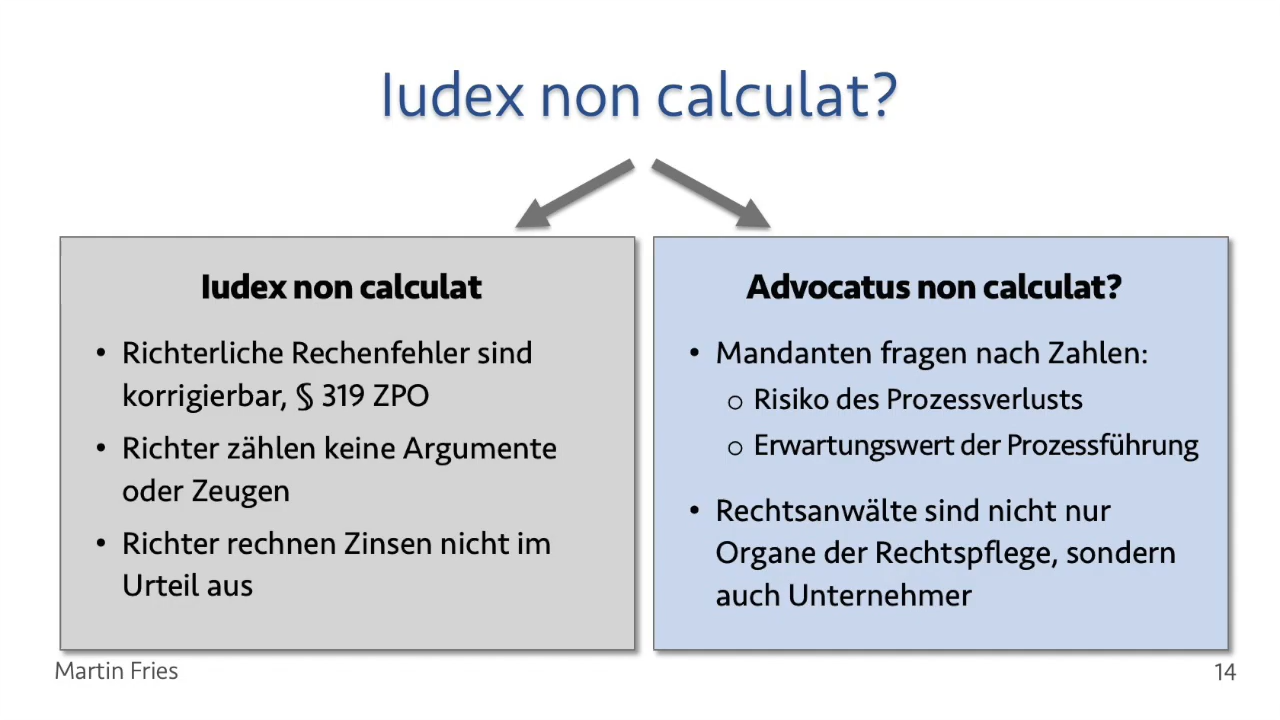 Iudex non calculat?
Iudex non calculat
• Richterliche Rechenfehler sind
korrigierbar, § 319 ZPO
• Richter zählen keine Argumente
oder Zeugen
• Richter rechnen Zinsen nicht im
Urteil aus
Advocatus non calculat?
• Mandanten fragen nach Zahlen:
o Risiko des Prozessverlusts
o Erwartungswert der Prozessführung
• Rechtsanwälte sind nicht nur
Organe der Rechtspflege, sondern
auch Unternehmer
Martin Fries
14